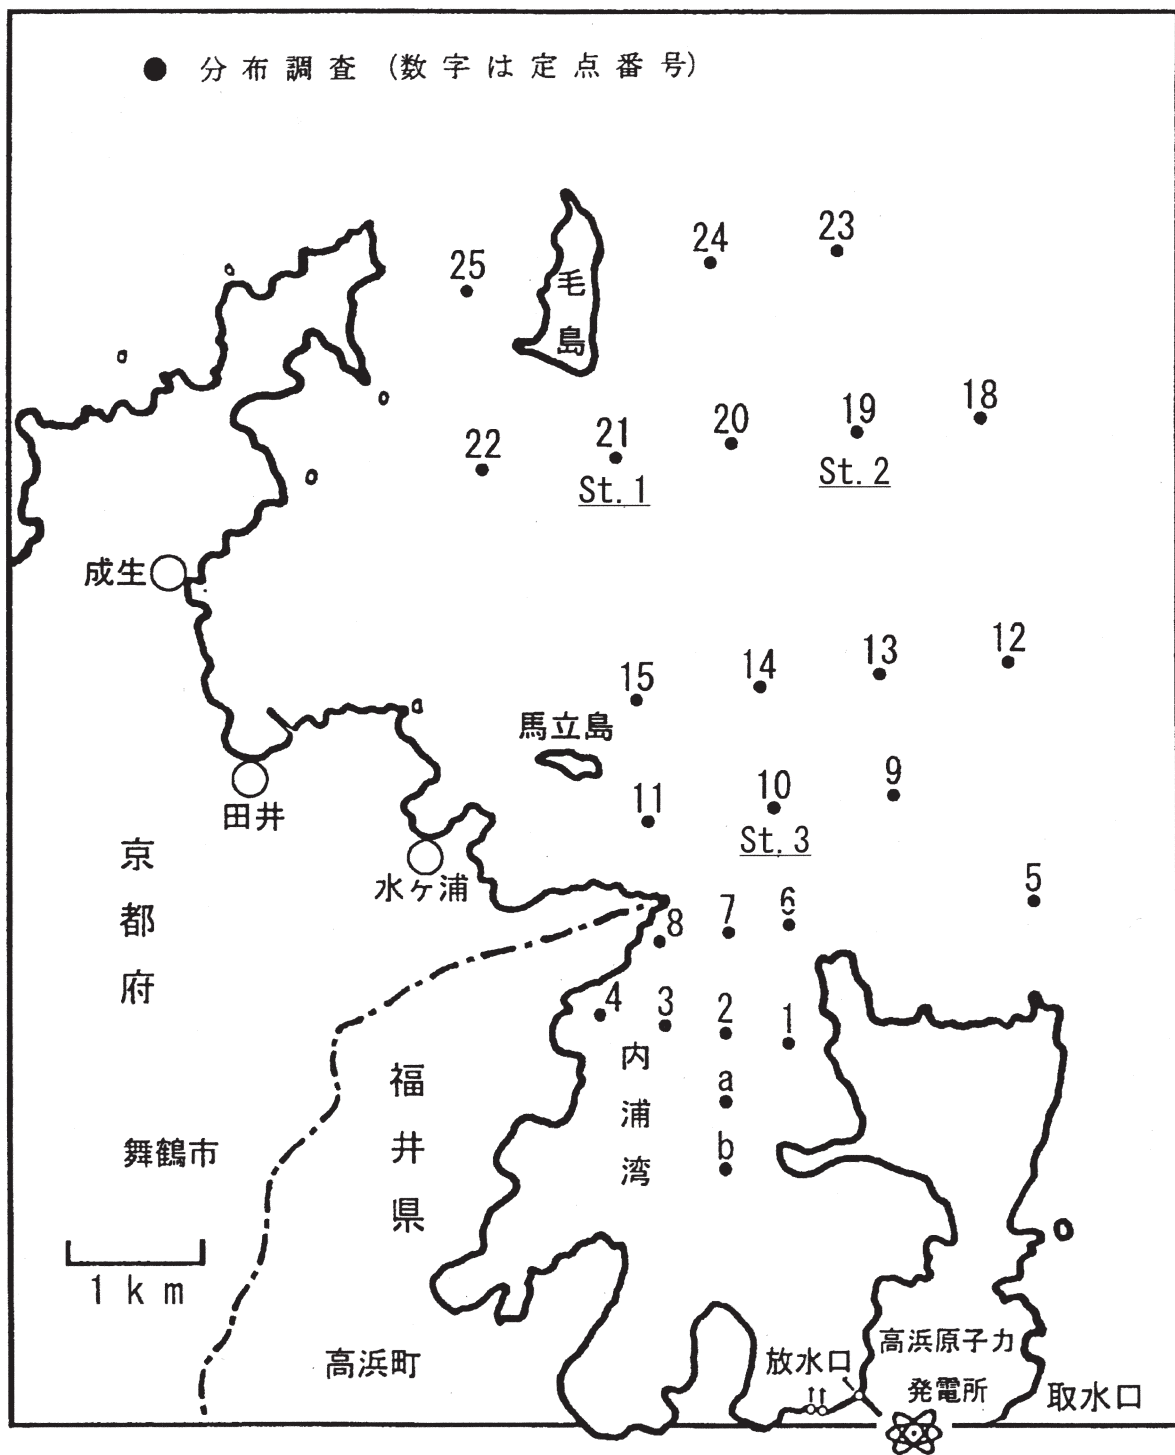 ● 分布調査 (数字は定点番号)
23
24
25
毛島
18
19
20
21
22
St. 1
St. 2
成生
12
13
14
15
馬立島
9
10
11
St. 3
田井
水ヶ浦
京都府
5
6
7
8
4
3
2
1
内浦湾
a
b
福井県
舞鶴市
1 km
高浜町
放水口
高浜原子力
発電所
取水口